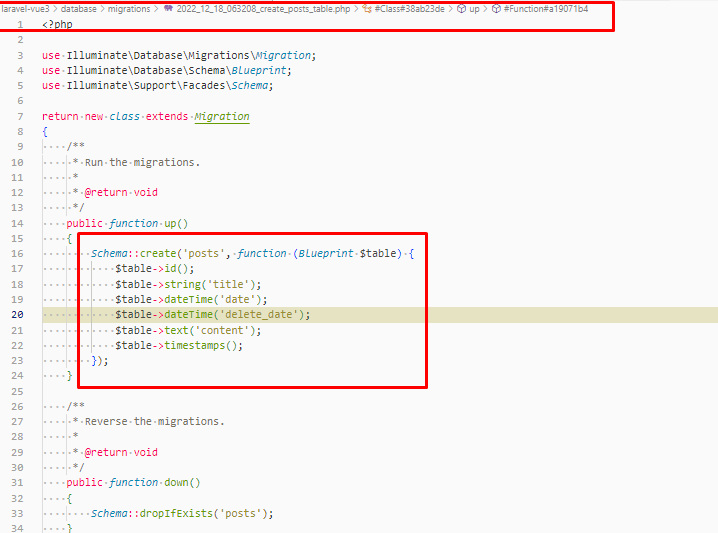 laravel-vue3 > database > migrations > 2022_12_18_063208_create_posts_table.php > #Class#38ab23de > up > #Function#a19071b4
1 <?php
2
3 use Illuminate\Database\Migrations\Migration;
4 use Illuminate\Database\Schema\Blueprint;
5 use Illuminate\Support\Facades\Schema;
6
7 return new class extends Migration
8 {
9 /**
10 * Run the migrations.
11 *
12 * @return void
13 */
14 public function up()
15 {
16 Schema::create('posts', function (Blueprint $table) {
17 $table->id();
18 $table->string('title');
19 $table->dateTime('date');
20 $table->dateTime('delete_date');
21 $table->text('content');
22 $table->timestamps();
23 });
24 }
25
26 /**
27 * Reverse the migrations.
28 *
29 * @return void
30 */
31 public function down()
32 {
33 Schema::dropIfExists('posts');
34 }